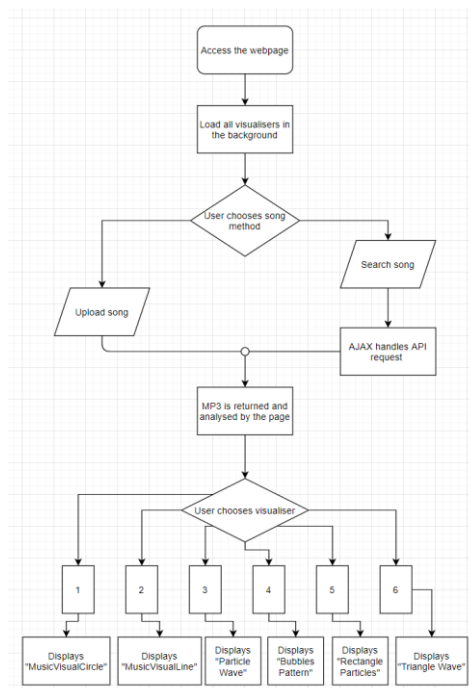 Access the webpage
Load all visualisers in
the background
User chooses song
method
Search song
Upload song
AJAX handles API
request
MP3 is returned and
analysed by the page
User chooses visualiser
1
2
3
4
5
6
Displays
"MusicVisualCircle"
Displays
"MusicVisualLine"
Displays
"Particle
Wave"
Displays
"Bubbles
Pattern"
Displays
"Rectangle
Particles"
Displays
"Triangle Wave"